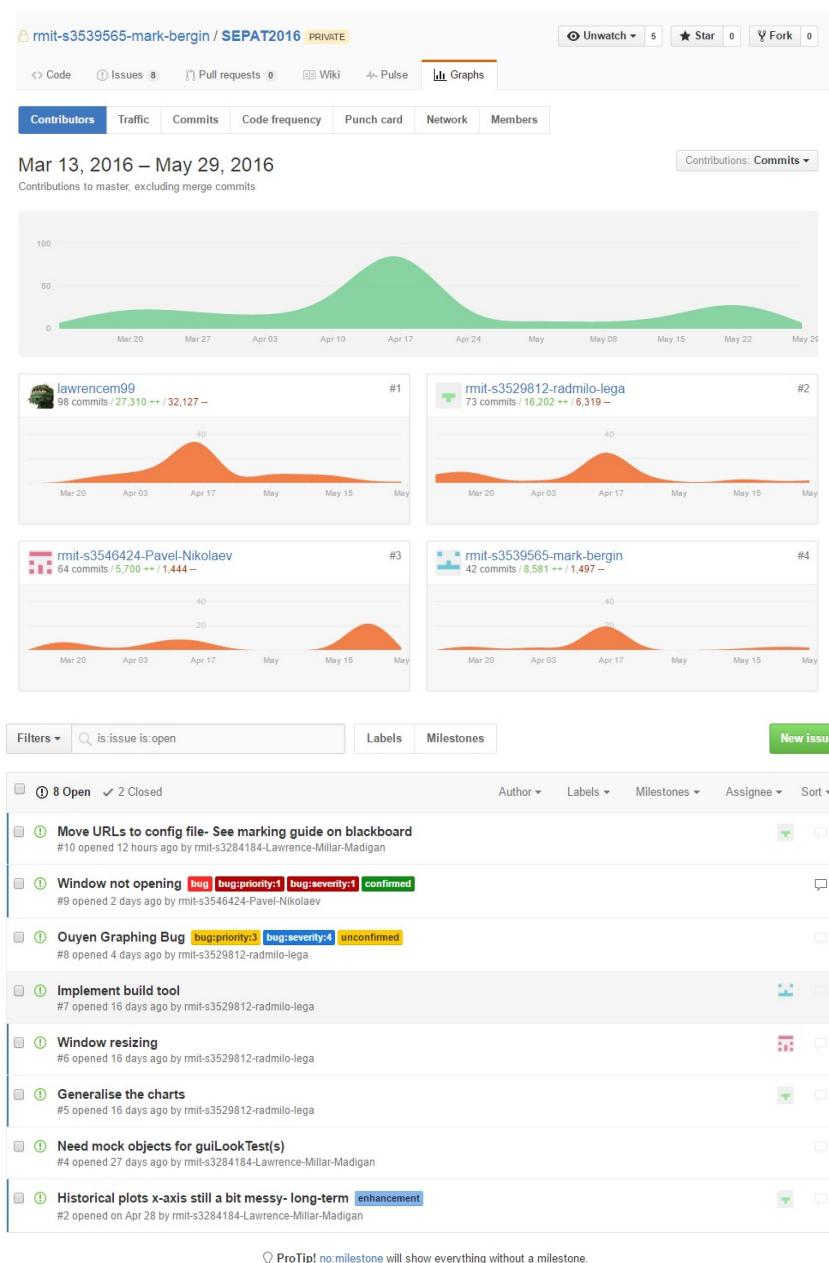 rmit-s3539565-mark-bergin / SEPAT2016 PRIVATE
Unwatch 5 Star 0 Fork 0
Code Issues 8 Pull requests 0 Wiki Pulse Graphs
Contributors Traffic Commits Code frequency Punch card Network Members
Mar 13, 2016 – May 29, 2016
Contributions: Commits
Contributions to master, excluding merge commits
100
50
0
Mar 20 Mar 27 Apr 03 Apr 10 Apr 17 Apr 24 May May 08 May 15 May 22 May 29
lawrencem99 #1
98 commits / 27,310 ++ / 32,127 --
40
Mar 20 Apr 03 Apr 17 May May 15 May
rmit-s3529812-radmilo-lega #2
73 commits / 16,202 ++ / 6,319 --
40
Mar 20 Apr 03 Apr 17 May May 15 May
rmit-s3546424-Pavel-Nikolaev #3
64 commits / 5,700 ++ / 1,444 --
40
20
Mar 20 Apr 03 Apr 17 May May 15 May
rmit-s3539565-mark-bergin #4
42 commits / 8,581 ++ / 1,497 --
40
20
Mar 20 Apr 03 Apr 17 May May 15 May
Filters is:issue is:open Labels Milestones New issu
8 Open 2 Closed Author Labels Milestones Assignee Sort
Move URLs to config file- See marking guide on blackboard
#10 opened 12 hours ago by rmit-s3284184-Lawrence-Millar-Madigan
Window not opening bug bug:priority:1 bug:severity:1 confirmed
#9 opened 2 days ago by rmit-s3546424-Pavel-Nikolaev
Ouyen Graphing Bug bug:priority:3 bug:severity:4 unconfirmed
#8 opened 4 days ago by rmit-s3529812-radmilo-lega
Implement build tool
#7 opened 16 days ago by rmit-s3529812-radmilo-lega
Window resizing
#6 opened 16 days ago by rmit-s3529812-radmilo-lega
Generalise the charts
#5 opened 16 days ago by rmit-s3529812-radmilo-lega
Need mock objects for guiLookTest(s)
#4 opened 27 days ago by rmit-s3284184-Lawrence-Millar-Madigan
Historical plots x-axis still a bit messy- long-term enhancement
#2 opened on Apr 28 by rmit-s3284184-Lawrence-Millar-Madigan
ProTip! no:milestone will show everything without a milestone.